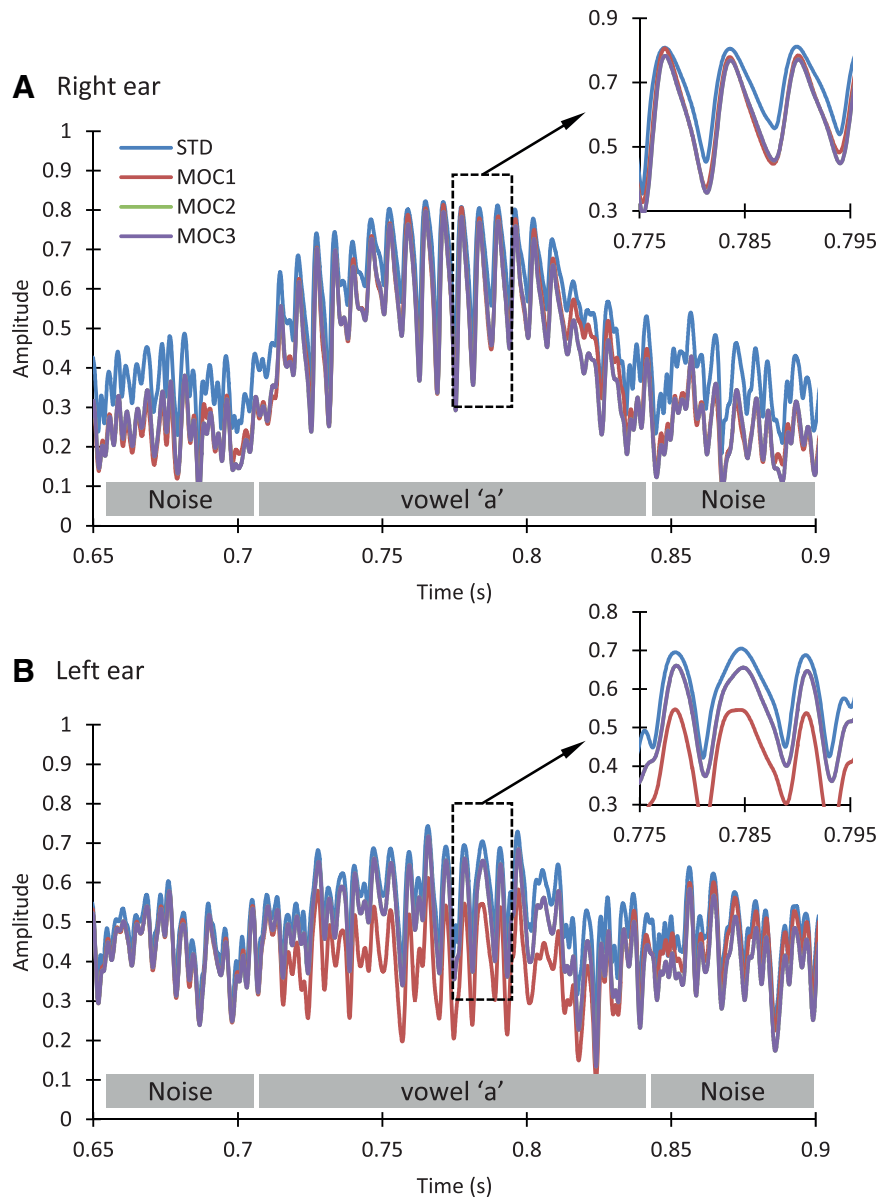 A Right ear
STD
MOC1
MOC2
MOC3
Amplitude
1
0.9
0.8
0.7
0.6
0.5
0.4
0.3
0.2
0.1
0
0.9
0.7
0.5
0.3
0.775 0.785 0.795
Noise vowel ‘a’ Noise
0.65 0.7 0.75 0.8 0.85 0.9
Time (s)
B Left ear
Amplitude
1
0.9
0.8
0.7
0.6
0.5
0.4
0.3
0.2
0.1
0
0.8
0.7
0.6
0.5
0.4
0.3
0.775 0.785 0.795
Noise vowel ‘a’ Noise
0.65 0.7 0.75 0.8 0.85 0.9
Time (s)